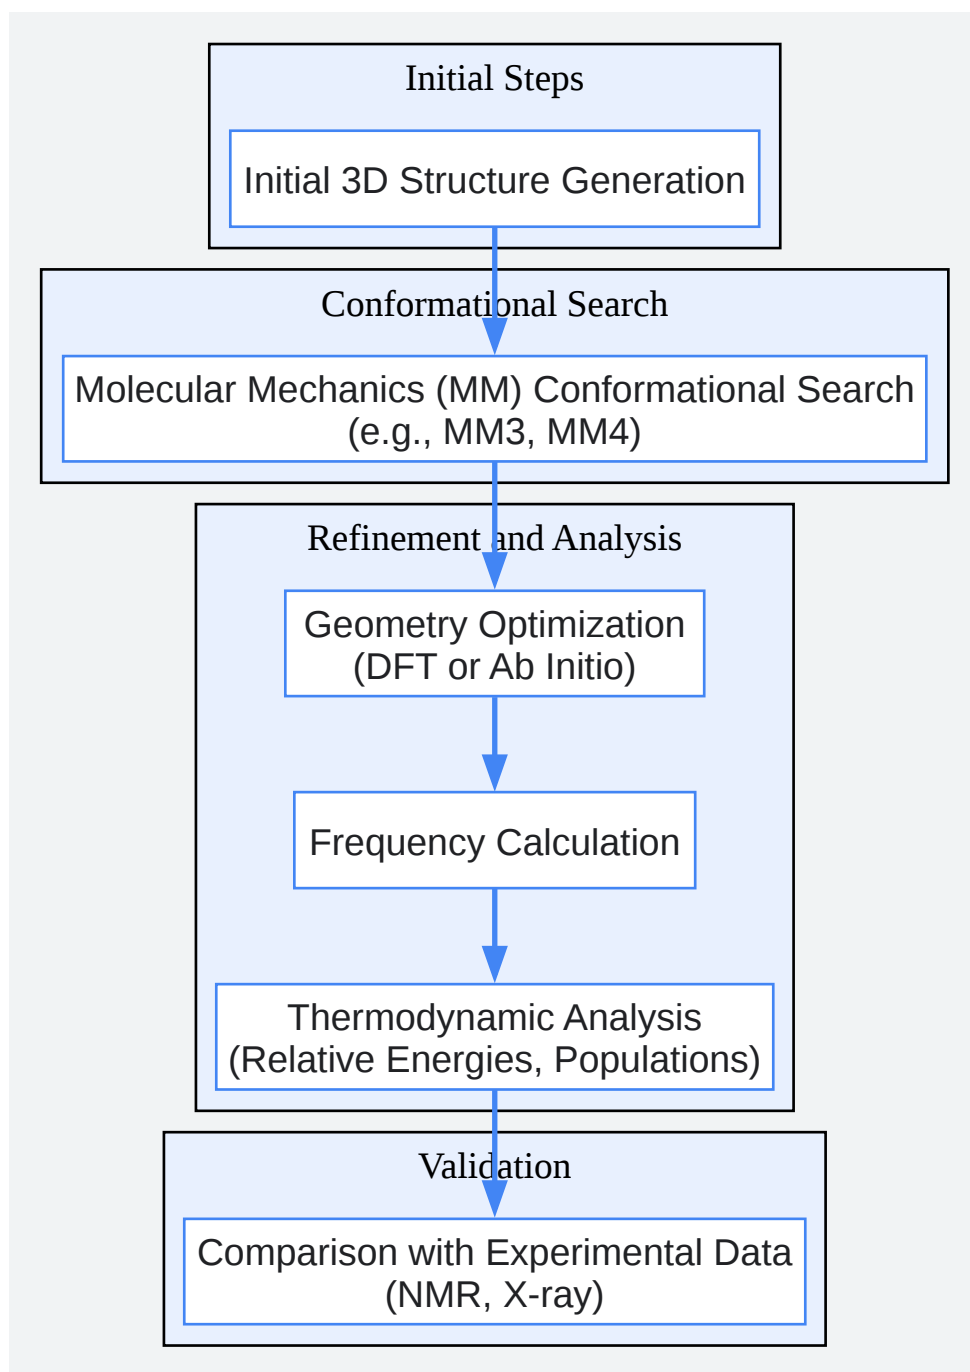 Initial Steps
Initial 3D Structure Generation
Conformational Search
Molecular Mechanics (MM) Conformational Search
(e.g., MM3, MM4)
Refinement and Analysis
Geometry Optimization
(DFT or Ab Initio)
Frequency Calculation
Thermodynamic Analysis
(Relative Energies, Populations)
Validation
Comparison with Experimental Data
(NMR, X-ray)